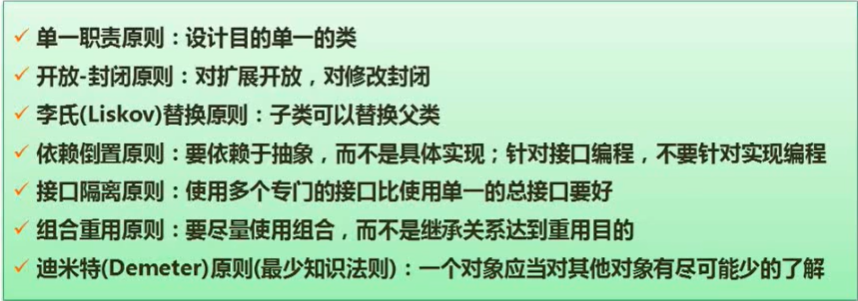 ✓ 单一职责原则：设计目的单一的类
✓ 开放-封闭原则：对扩展开放，对修改封闭
✓ 李氏(Liskov)替换原则：子类可以替换父类
✓ 依赖倒置原则：要依赖于抽象，而不是具体实现；针对接口编程，不要针对实现编程
✓ 接口隔离原则：使用多个专门的接口比使用单一的总接口要好
✓ 组合重用原则：要尽量使用组合，而不是继承关系达到重用目的
✓ 迪米特(Demeter)原则(最少知识法则)：一个对象应当对其他对象有尽可能少的了解